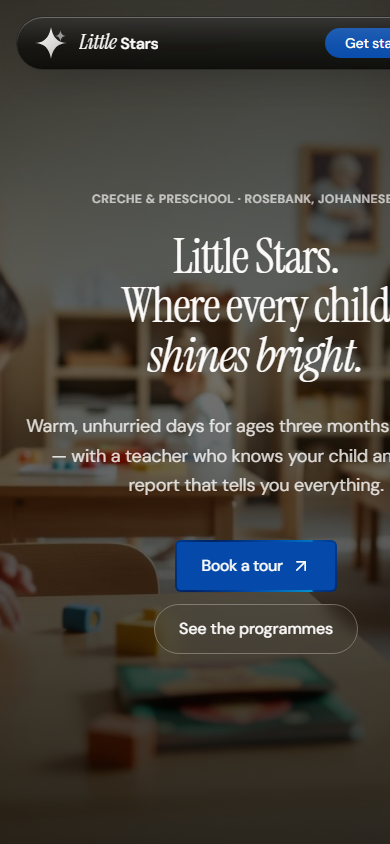 Little Stars
Get sta
CRECHE & PRESCHOOL · ROSEBANK, JOHANNESE
Little Stars.
Where every child
shines bright.
Warm, unhurried days for ages three months
— with a teacher who knows your child an
report that tells you everything.
Book a tour
See the programmes